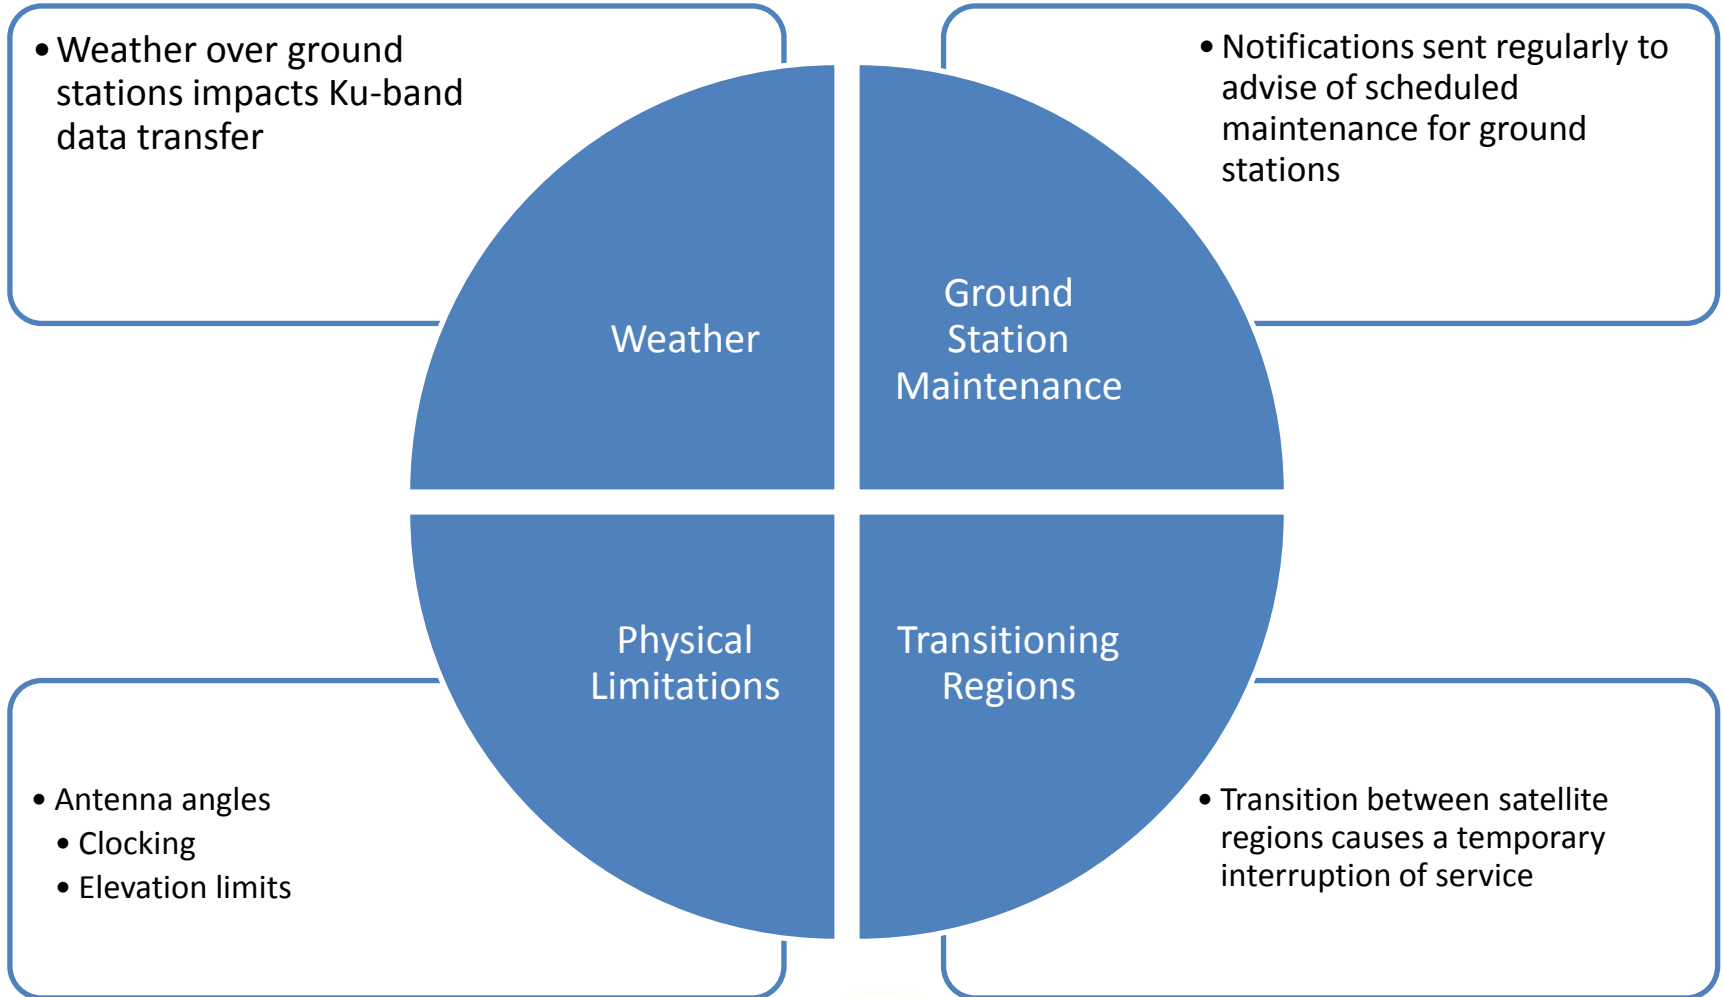 • Weather over ground
stations impacts Ku-band
data transfer
• Notifications sent regularly to
advise of scheduled
maintenance for ground
stations
Weather
Ground
Station
Maintenance
Physical
Limitations
Transitioning
Regions
• Antenna angles
• Clocking
• Elevation limits
• Transition between satellite
regions causes a temporary
interruption of service